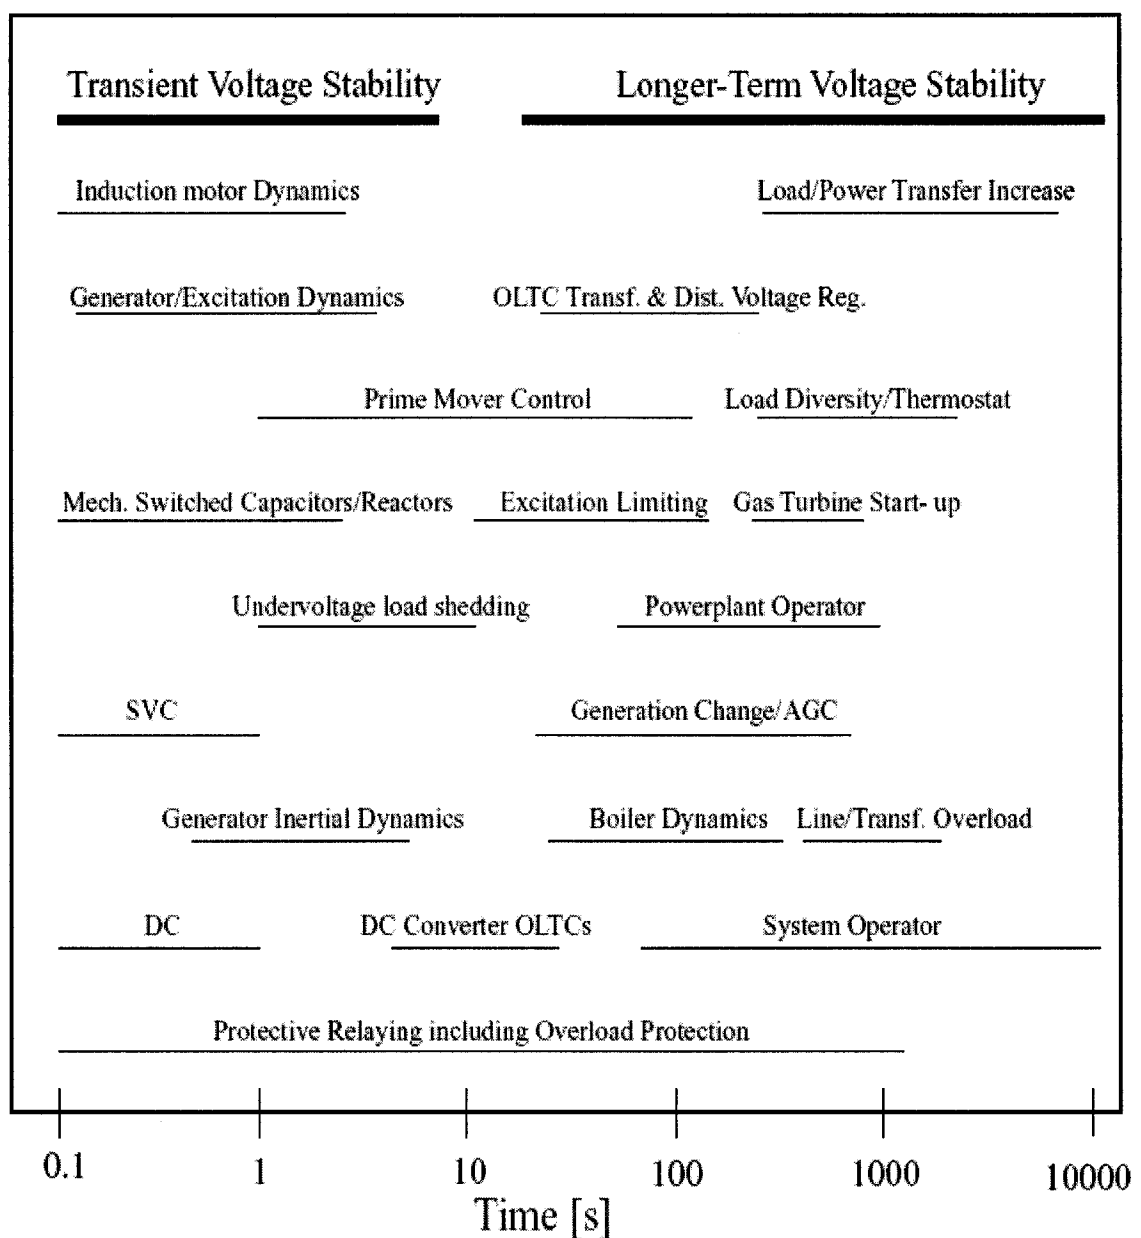 Transient Voltage Stability
Longer-Term Voltage Stability
Induction motor Dynamics
Load/Power Transfer Increase
Generator/Excitation Dynamics
OLTC Transf. & Dist. Voltage Reg.
Prime Mover Control
Load Diversity/Thermostat
Mech. Switched Capacitors/Reactors
Excitation Limiting
Gas Turbine Start- up
Undervoltage load shedding
Powerplant Operator
SVC
Generation Change/AGC
Generator Inertial Dynamics
Boiler Dynamics
Line/Transf. Overload
DC
DC Converter OLTCs
System Operator
Protective Relaying including Overload Protection
0.1
1
10
100
1000
10000
Time [s]